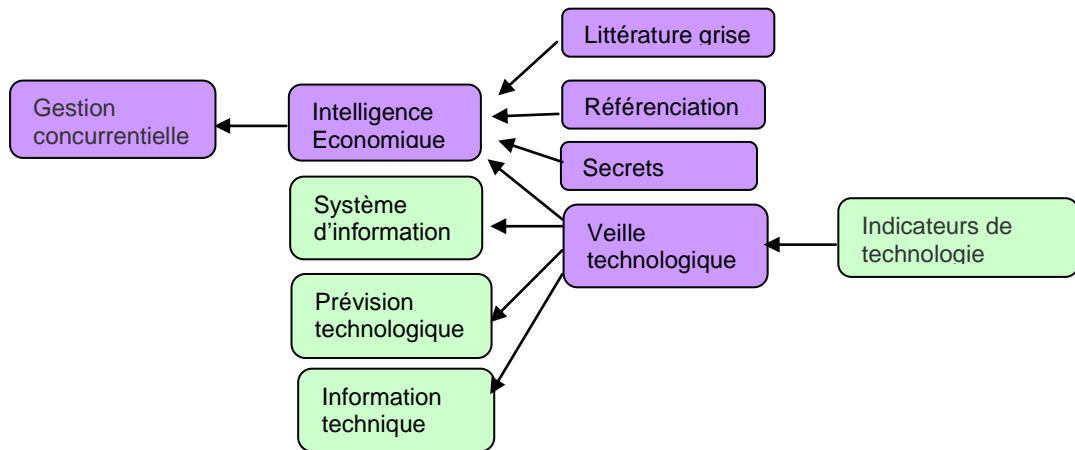 Littérature grise
Gestion
concurrentielle
Intelligence
Economique
Référenciation
Secrets
Système
d'information
Veille
technologique
Indicateurs de
technologie
Prévision
technologique
Information
technique